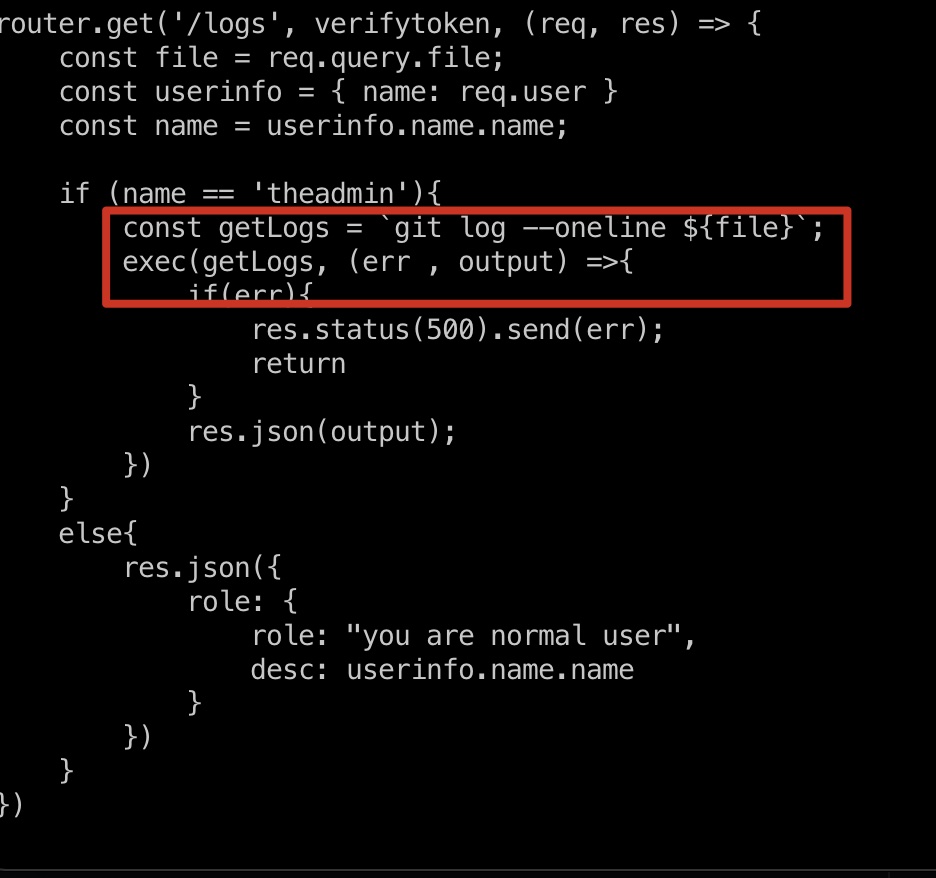 router.get('/logs', verifytoken, (req, res) => {
    const file = req.query.file;
    const userinfo = { name: req.user }
    const name = userinfo.name.name;

    if (name == 'theadmin'){
        const getLogs = `git log --oneline ${file}`;
        exec(getLogs, (err , output) =>{
            if(err){
                res.status(500).send(err);
                return
            }
            res.json(output);
        })
    }
    else{
        res.json({
            role: {
                role: "you are normal user",
                desc: userinfo.name.name
            }
        })
    }
})